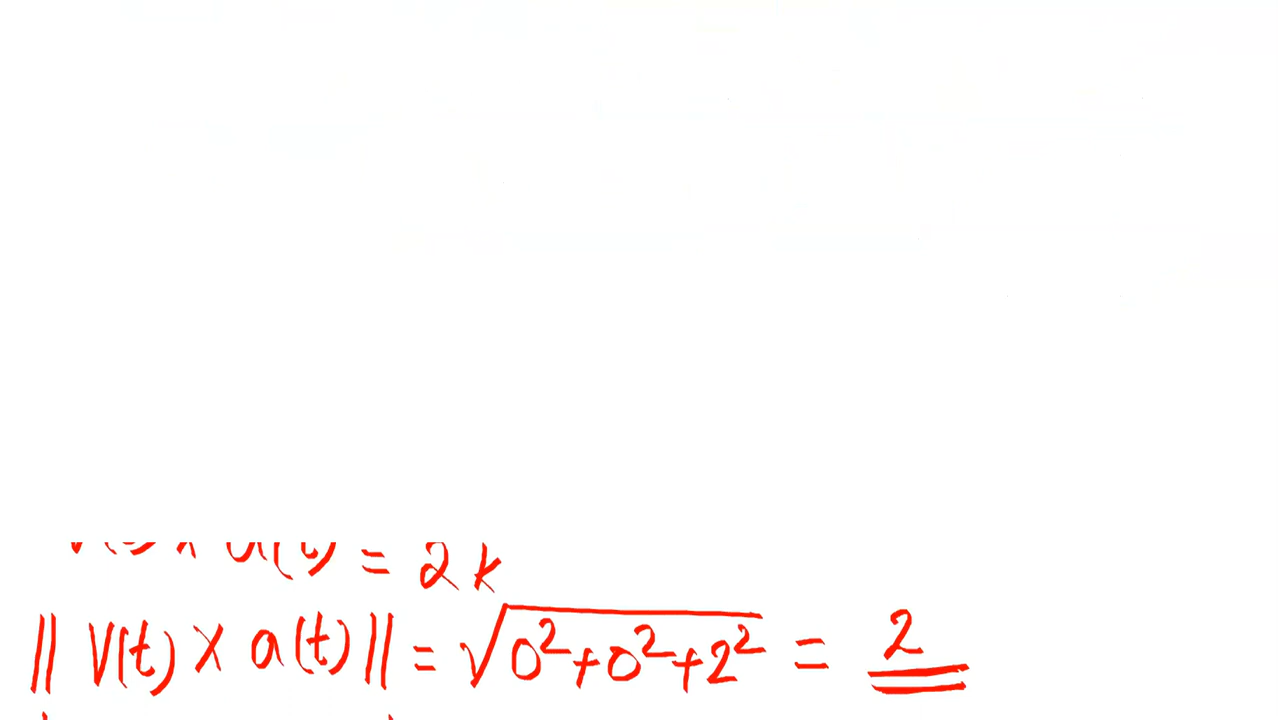 V(t) x a(t) = 2k
|| V(t) x a(t) || = √0²+0²+2² = 2